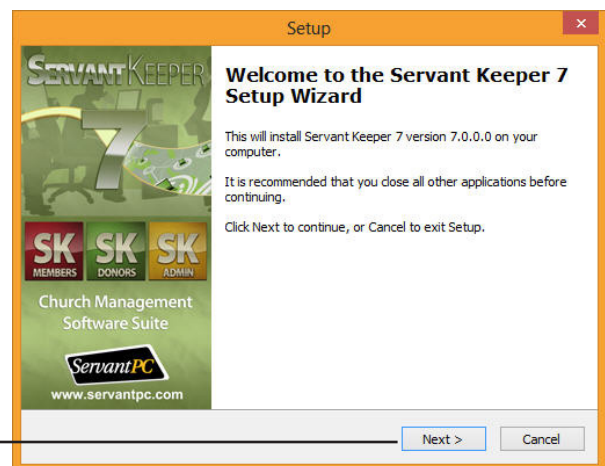 Setup
SERVANT KEEPER
7
SK
MEMBERS
SK
DONORS
SK
ADMIN
Church Management
Software Suite
ServantPC
www.servantpc.com
Welcome to the Servant Keeper 7
Setup Wizard
This will install Servant Keeper 7 version 7.0.0.0 on your
computer.
It is recommended that you close all other applications before
continuing.
Click Next to continue, or Cancel to exit Setup.
Next >
Cancel